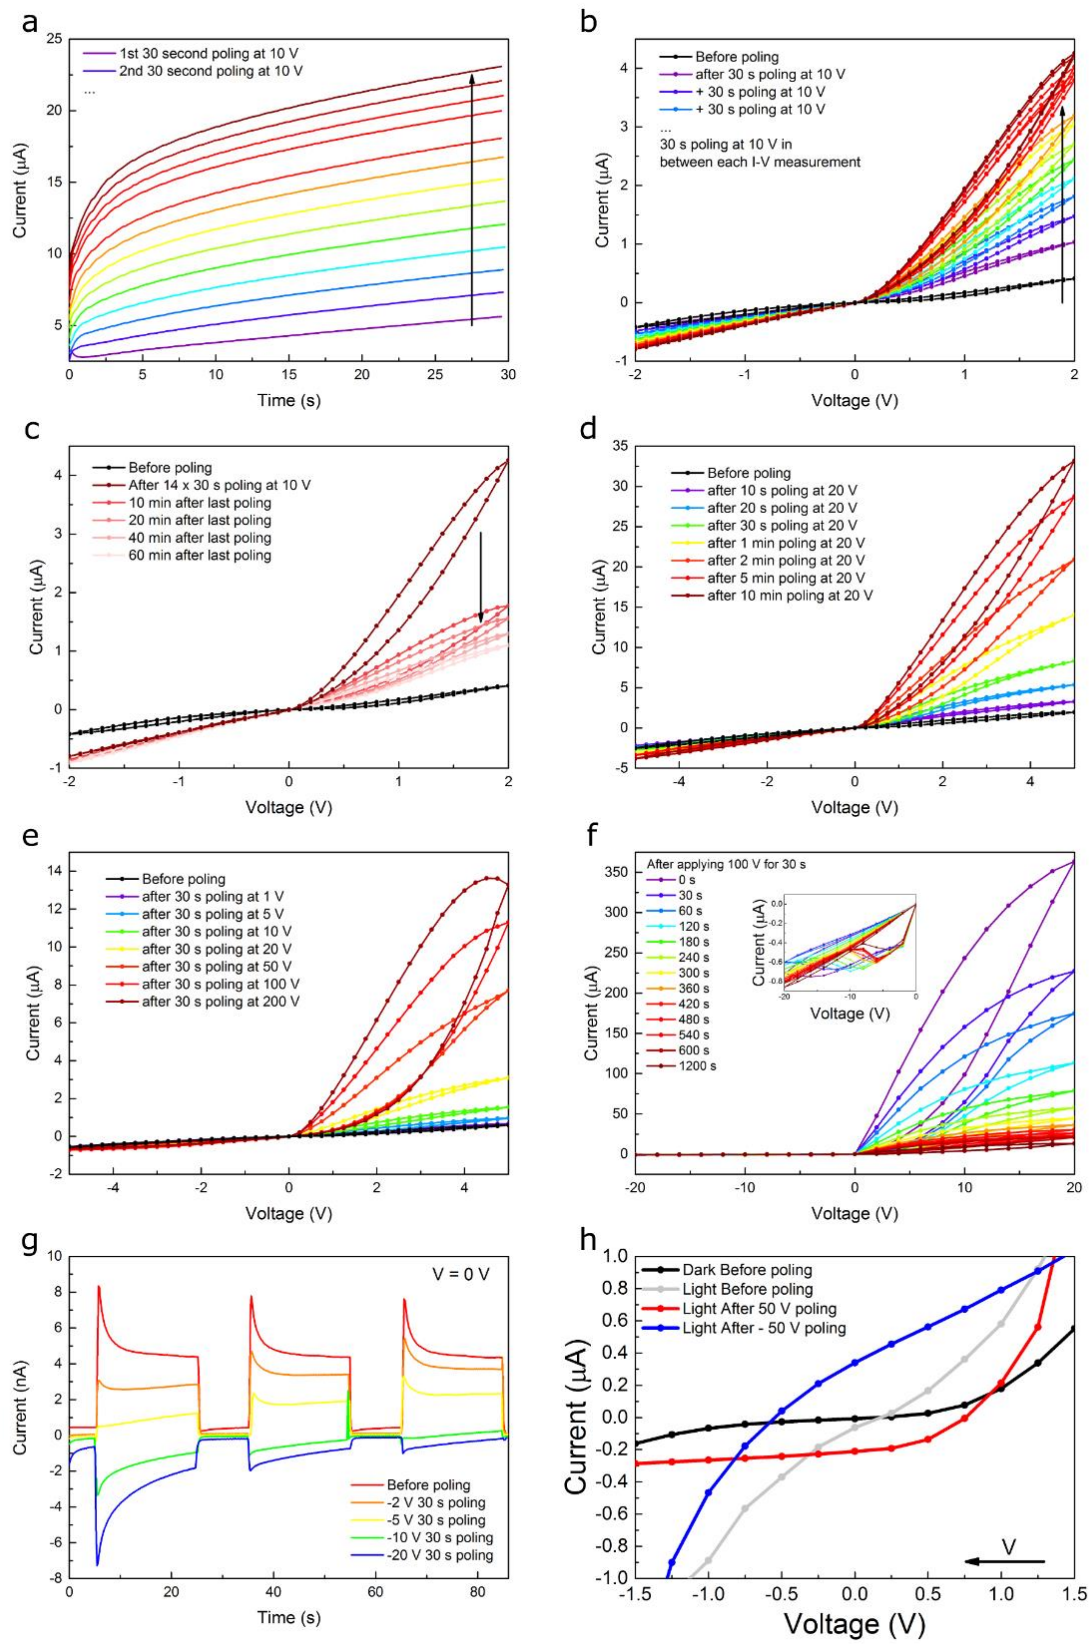 a
25
20
15
10
5
Current (μA)
1st 30 second poling at 10 V
2nd 30 second poling at 10 V
...
0 5 10 15 20 25 30
Time (s)
b
4
3
2
1
0
-1
Current (μA)
Before poling
after 30 s poling at 10 V
+ 30 s poling at 10 V
+ 30 s poling at 10 V
...
30 s poling at 10 V in
between each I-V measurement
-2 -1 0 1 2
Voltage (V)
c
4
3
2
1
0
-1
Current (μA)
Before poling
After 14 x 30 s poling at 10 V
10 min after last poling
20 min after last poling
40 min after last poling
60 min after last poling
-2 -1 0 1 2
Voltage (V)
d
35
30
25
20
15
10
5
0
-5
Current (μA)
Before poling
after 10 s poling at 20 V
after 20 s poling at 20 V
after 30 s poling at 20 V
after 1 min poling at 20 V
after 2 min poling at 20 V
after 5 min poling at 20 V
after 10 min poling at 20 V
-4 -2 0 2 4
Voltage (V)
e
14
12
10
8
6
4
2
0
-2
Current (μA)
Before poling
after 30 s poling at 1 V
after 30 s poling at 5 V
after 30 s poling at 10 V
after 30 s poling at 20 V
after 30 s poling at 50 V
after 30 s poling at 100 V
after 30 s poling at 200 V
-4 -2 0 2 4
Voltage (V)
f
350
300
250
200
150
100
50
0
Current (μA)
After applying 100 V for 30 s
0 s
30 s
60 s
120 s
180 s
240 s
300 s
360 s
420 s
480 s
540 s
600 s
1200 s
0.0
-0.2
-0.4
-0.6
-0.8
Current (μA)
-20 -10 0
Voltage (V)
-20 -10 0 10 20
Voltage (V)
g
10
8
6
4
2
0
-2
-4
-6
-8
Current (nA)
V = 0 V
Before poling
-2 V 30 s poling
-5 V 30 s poling
-10 V 30 s poling
-20 V 30 s poling
0 20 40 60 80
Time (s)
h
1.0
0.8
0.6
0.4
0.2
0.0
-0.2
-0.4
-0.6
-0.8
-1.0
Current (μA)
Dark Before poling
Light Before poling
Light After 50 V poling
Light After - 50 V poling
V
-1.5 -1.0 -0.5 0.0 0.5 1.0 1.5
Voltage (V)